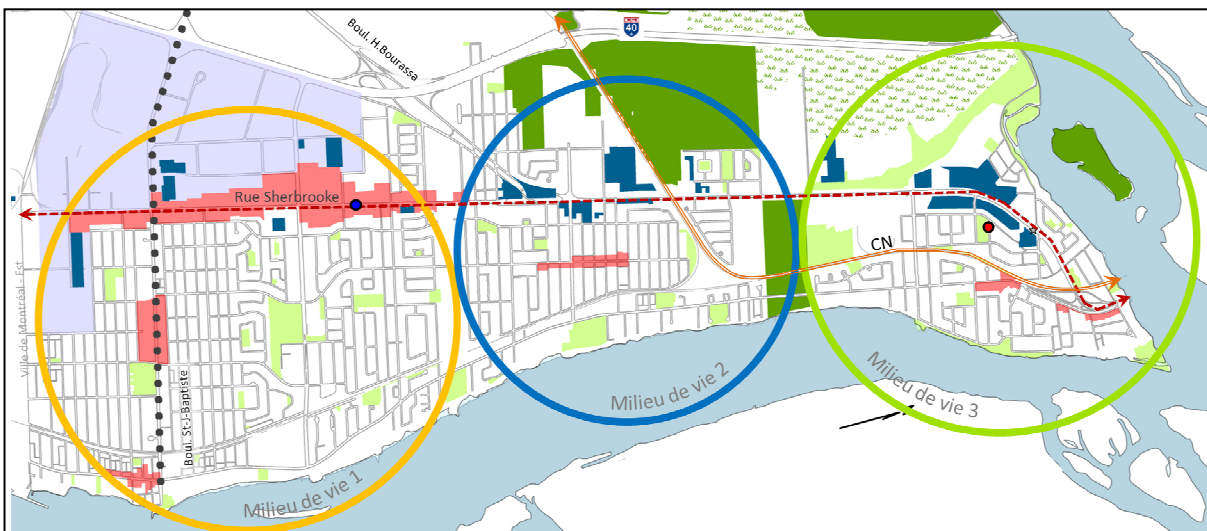 40
Boul. H.Bourassa
Rue Sherbrooke
CN
Ville de Montréal - Est
Boul. St-J-Baptiste
Milieu de vie 1
Milieu de vie 2
Milieu de vie 3